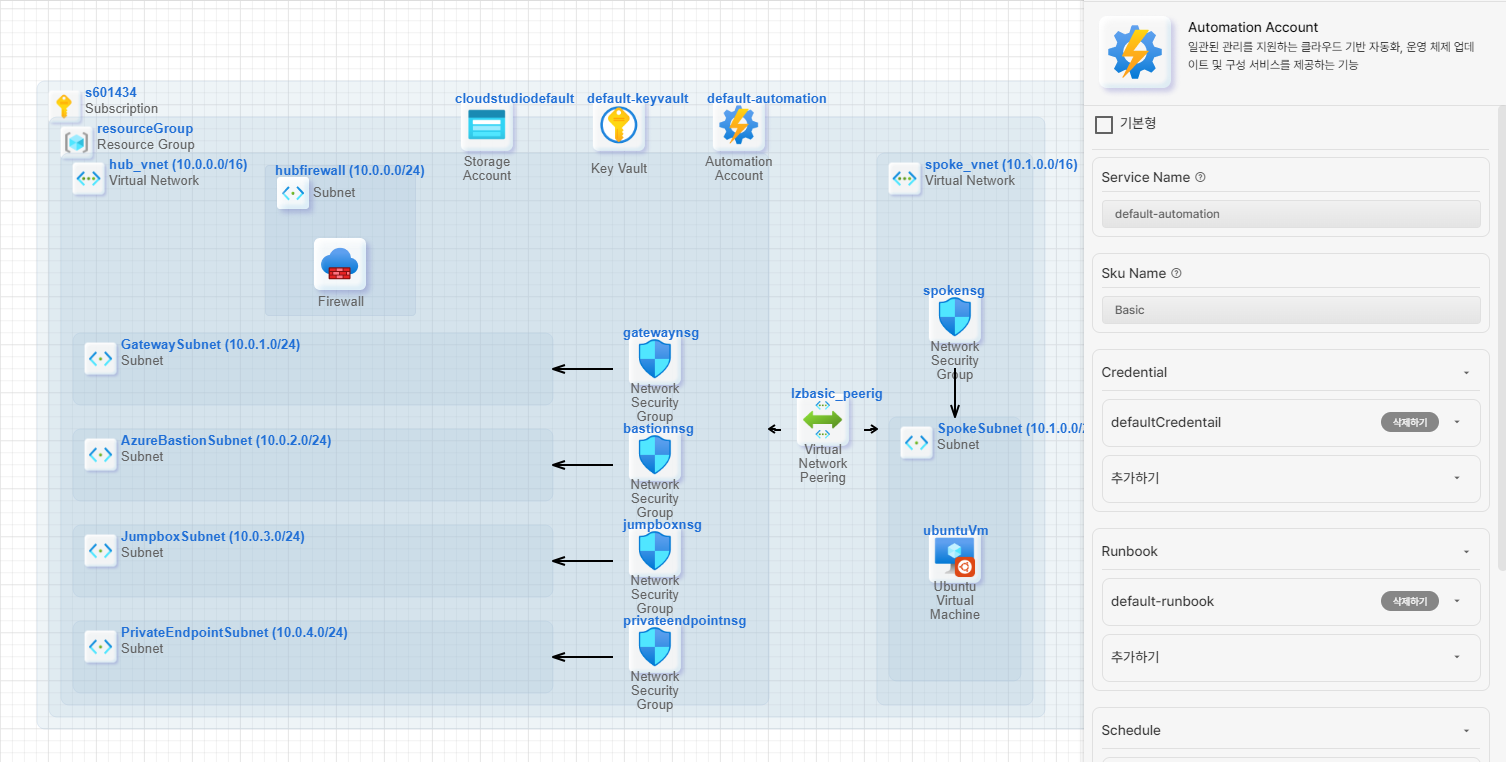 s601434
Subscription
resourceGroup
Resource Group
hub_vnet (10.0.0.0/16)
Virtual Network
hubfirewall (10.0.0.0/24)
Subnet
Firewall
cloudstudiodefault
Storage
Account
default-keyvault
Key Vault
default-automation
Automation
Account
spoke_vnet (10.1.0.0/16)
Virtual Network
GatewaySubnet (10.0.1.0/24)
Subnet
gatewaynsg
Network
Security
Group
AzureBastionSubnet (10.0.2.0/24)
Subnet
bastionnsg
Network
Security
Group
JumpboxSubnet (10.0.3.0/24)
Subnet
jumpboxnsg
Network
Security
Group
PrivateEndpointSubnet (10.0.4.0/24)
Subnet
privateendpointnsg
Network
Security
Group
lzbasic_peerig
Virtual
Network
Peering
spokensg
Network
Security
Group
SpokeSubnet (10.1.0.0/2
Subnet
ubuntuVm
Ubuntu
Virtual
Machine
Automation Account
일관된 관리를 지원하는 클라우드 기반 자동화, 운영 체제 업데
이트 및 구성 서비스를 제공하는 기능
기본형
Service Name
default-automation
Sku Name
Basic
Credential
defaultCredentail 삭제하기
추가하기
Runbook
default-runbook 삭제하기
추가하기
Schedule